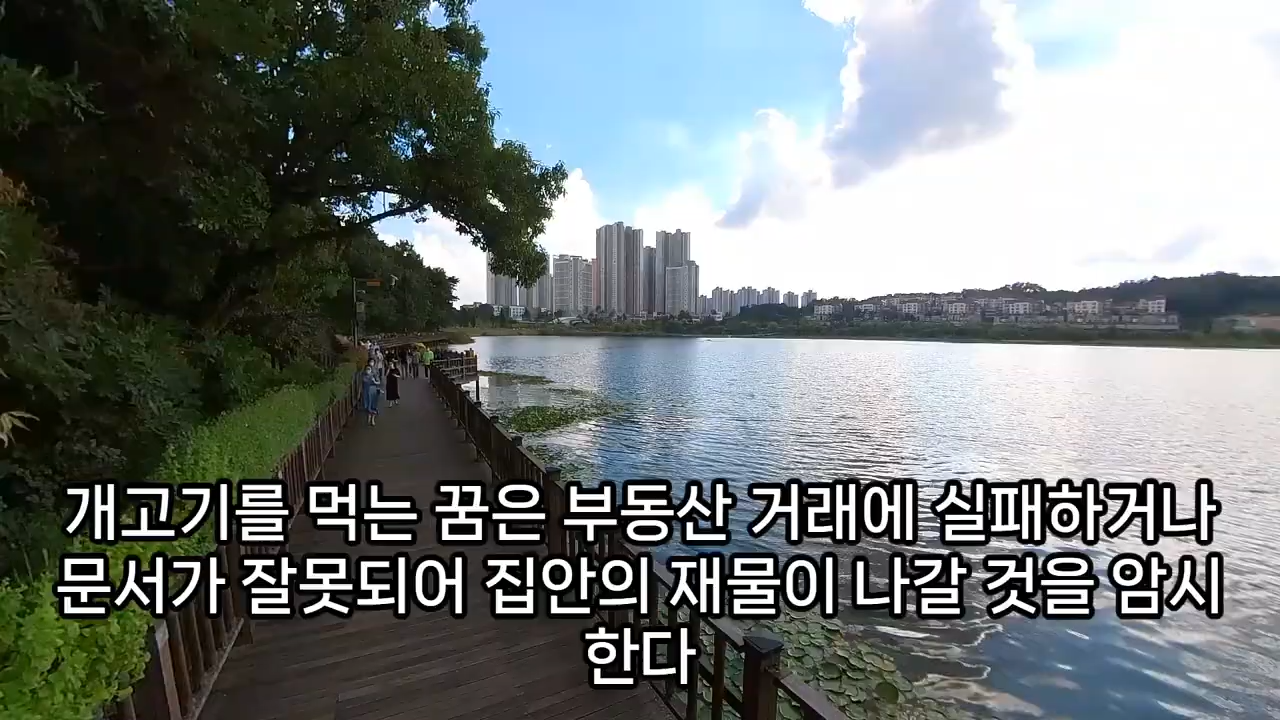 개고기를 먹는 꿈은 부동산 거래에 실패하거나
문서가 잘못되어 집안의 재물이 나갈 것을 암시
한다